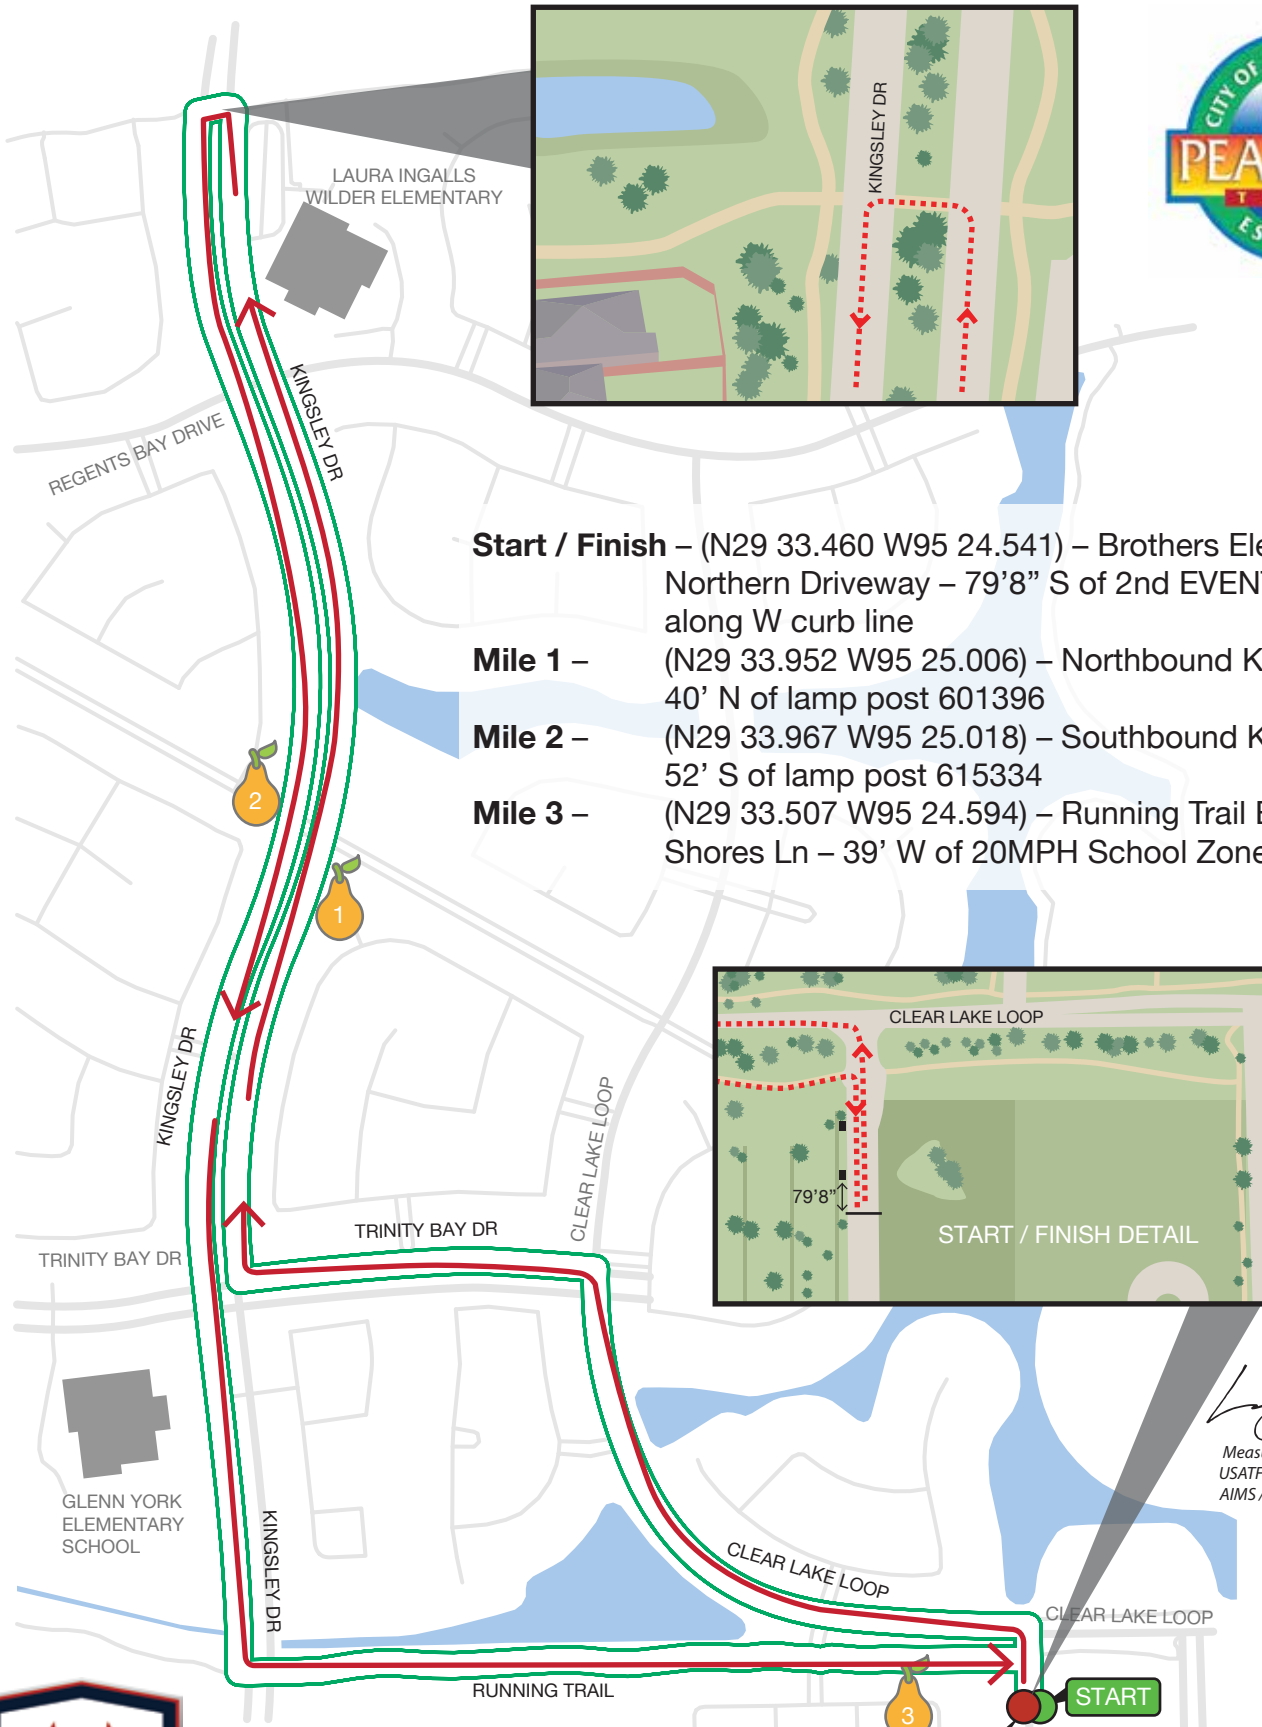 CITY OF
LAURA INGALLS
WILDER ELEMENTARY
KINGSLEY DR
KINGSLEY DR
REGENTS BAY DRIVE
Start / Finish – (N29 33.460 W95 24.541) – Brothers Ele
Northern Driveway – 79’8” S of 2nd EVENT
along W curb line
Mile 1 – (N29 33.952 W95 25.006) – Northbound K
40’ N of lamp post 601396
Mile 2 – (N29 33.967 W95 25.018) – Southbound K
52’ S of lamp post 615334
Mile 3 – (N29 33.507 W95 24.594) – Running Trail E
Shores Ln – 39’ W of 20MPH School Zone
2
1
CLEAR LAKE LOOP
79’8”
START / FINISH DETAIL
KINGSLEY DR
CLEAR LAKE LOOP
TRINITY BAY DR
TRINITY BAY DR
GLENN YORK
ELEMENTARY
SCHOOL
KINGSLEY DR
CLEAR LAKE LOOP
CLEAR LAKE LOOP
Meas
USATF
AIMS /
RUNNING TRAIL
3
START